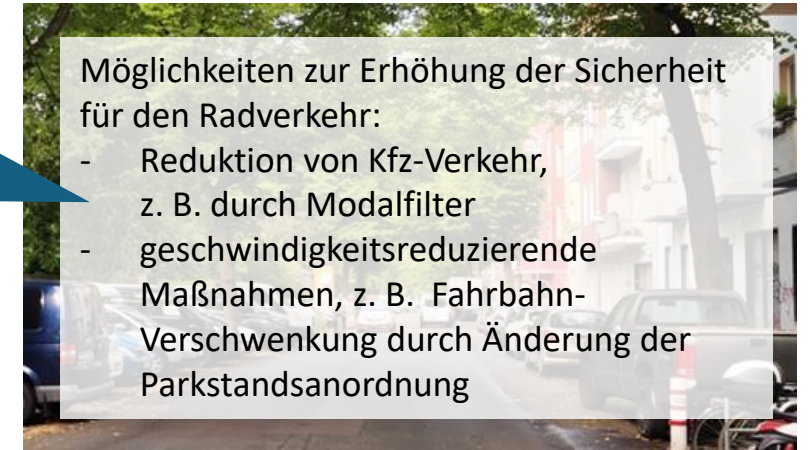 Möglichkeiten zur Erhöhung der Sicherheit
für den Radverkehr:
- Reduktion von Kfz-Verkehr,
z. B. durch Modalfilter
- geschwindigkeitsreduzierende
Maßnahmen, z. B. Fahrbahn-
Verschwenkung durch Änderung der
Parkstandsanordnung